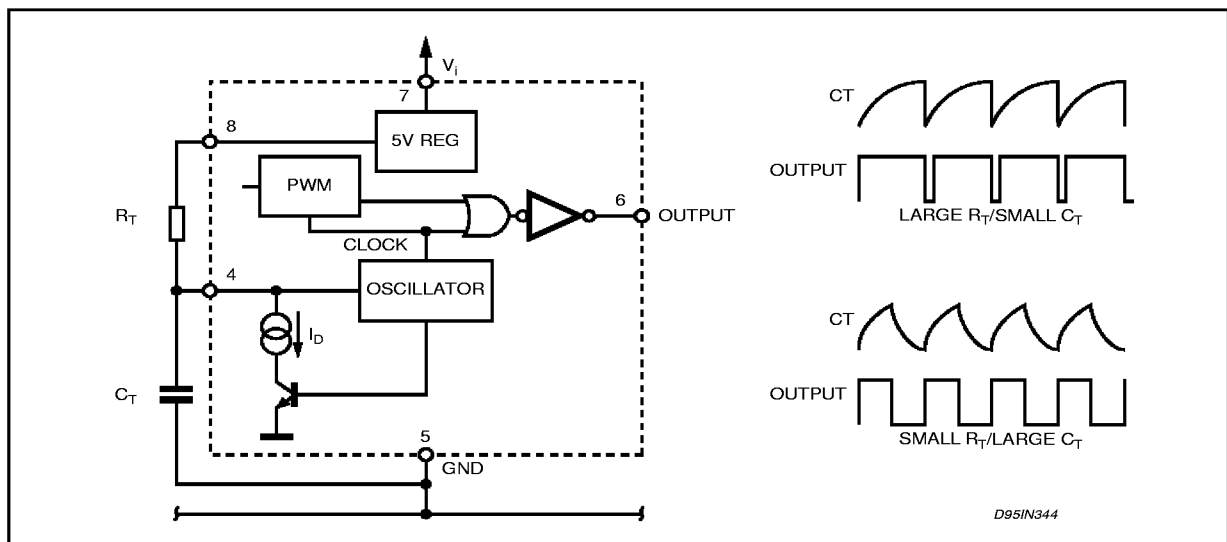 Vi
7
8
5V REG
PWM
6
OUTPUT
RT
CLOCK
4
OSCILLATOR
ID
CT
5
GND
CT
OUTPUT
LARGE RT/SMALL CT
CT
OUTPUT
SMALL RT/LARGE CT
D95IN344